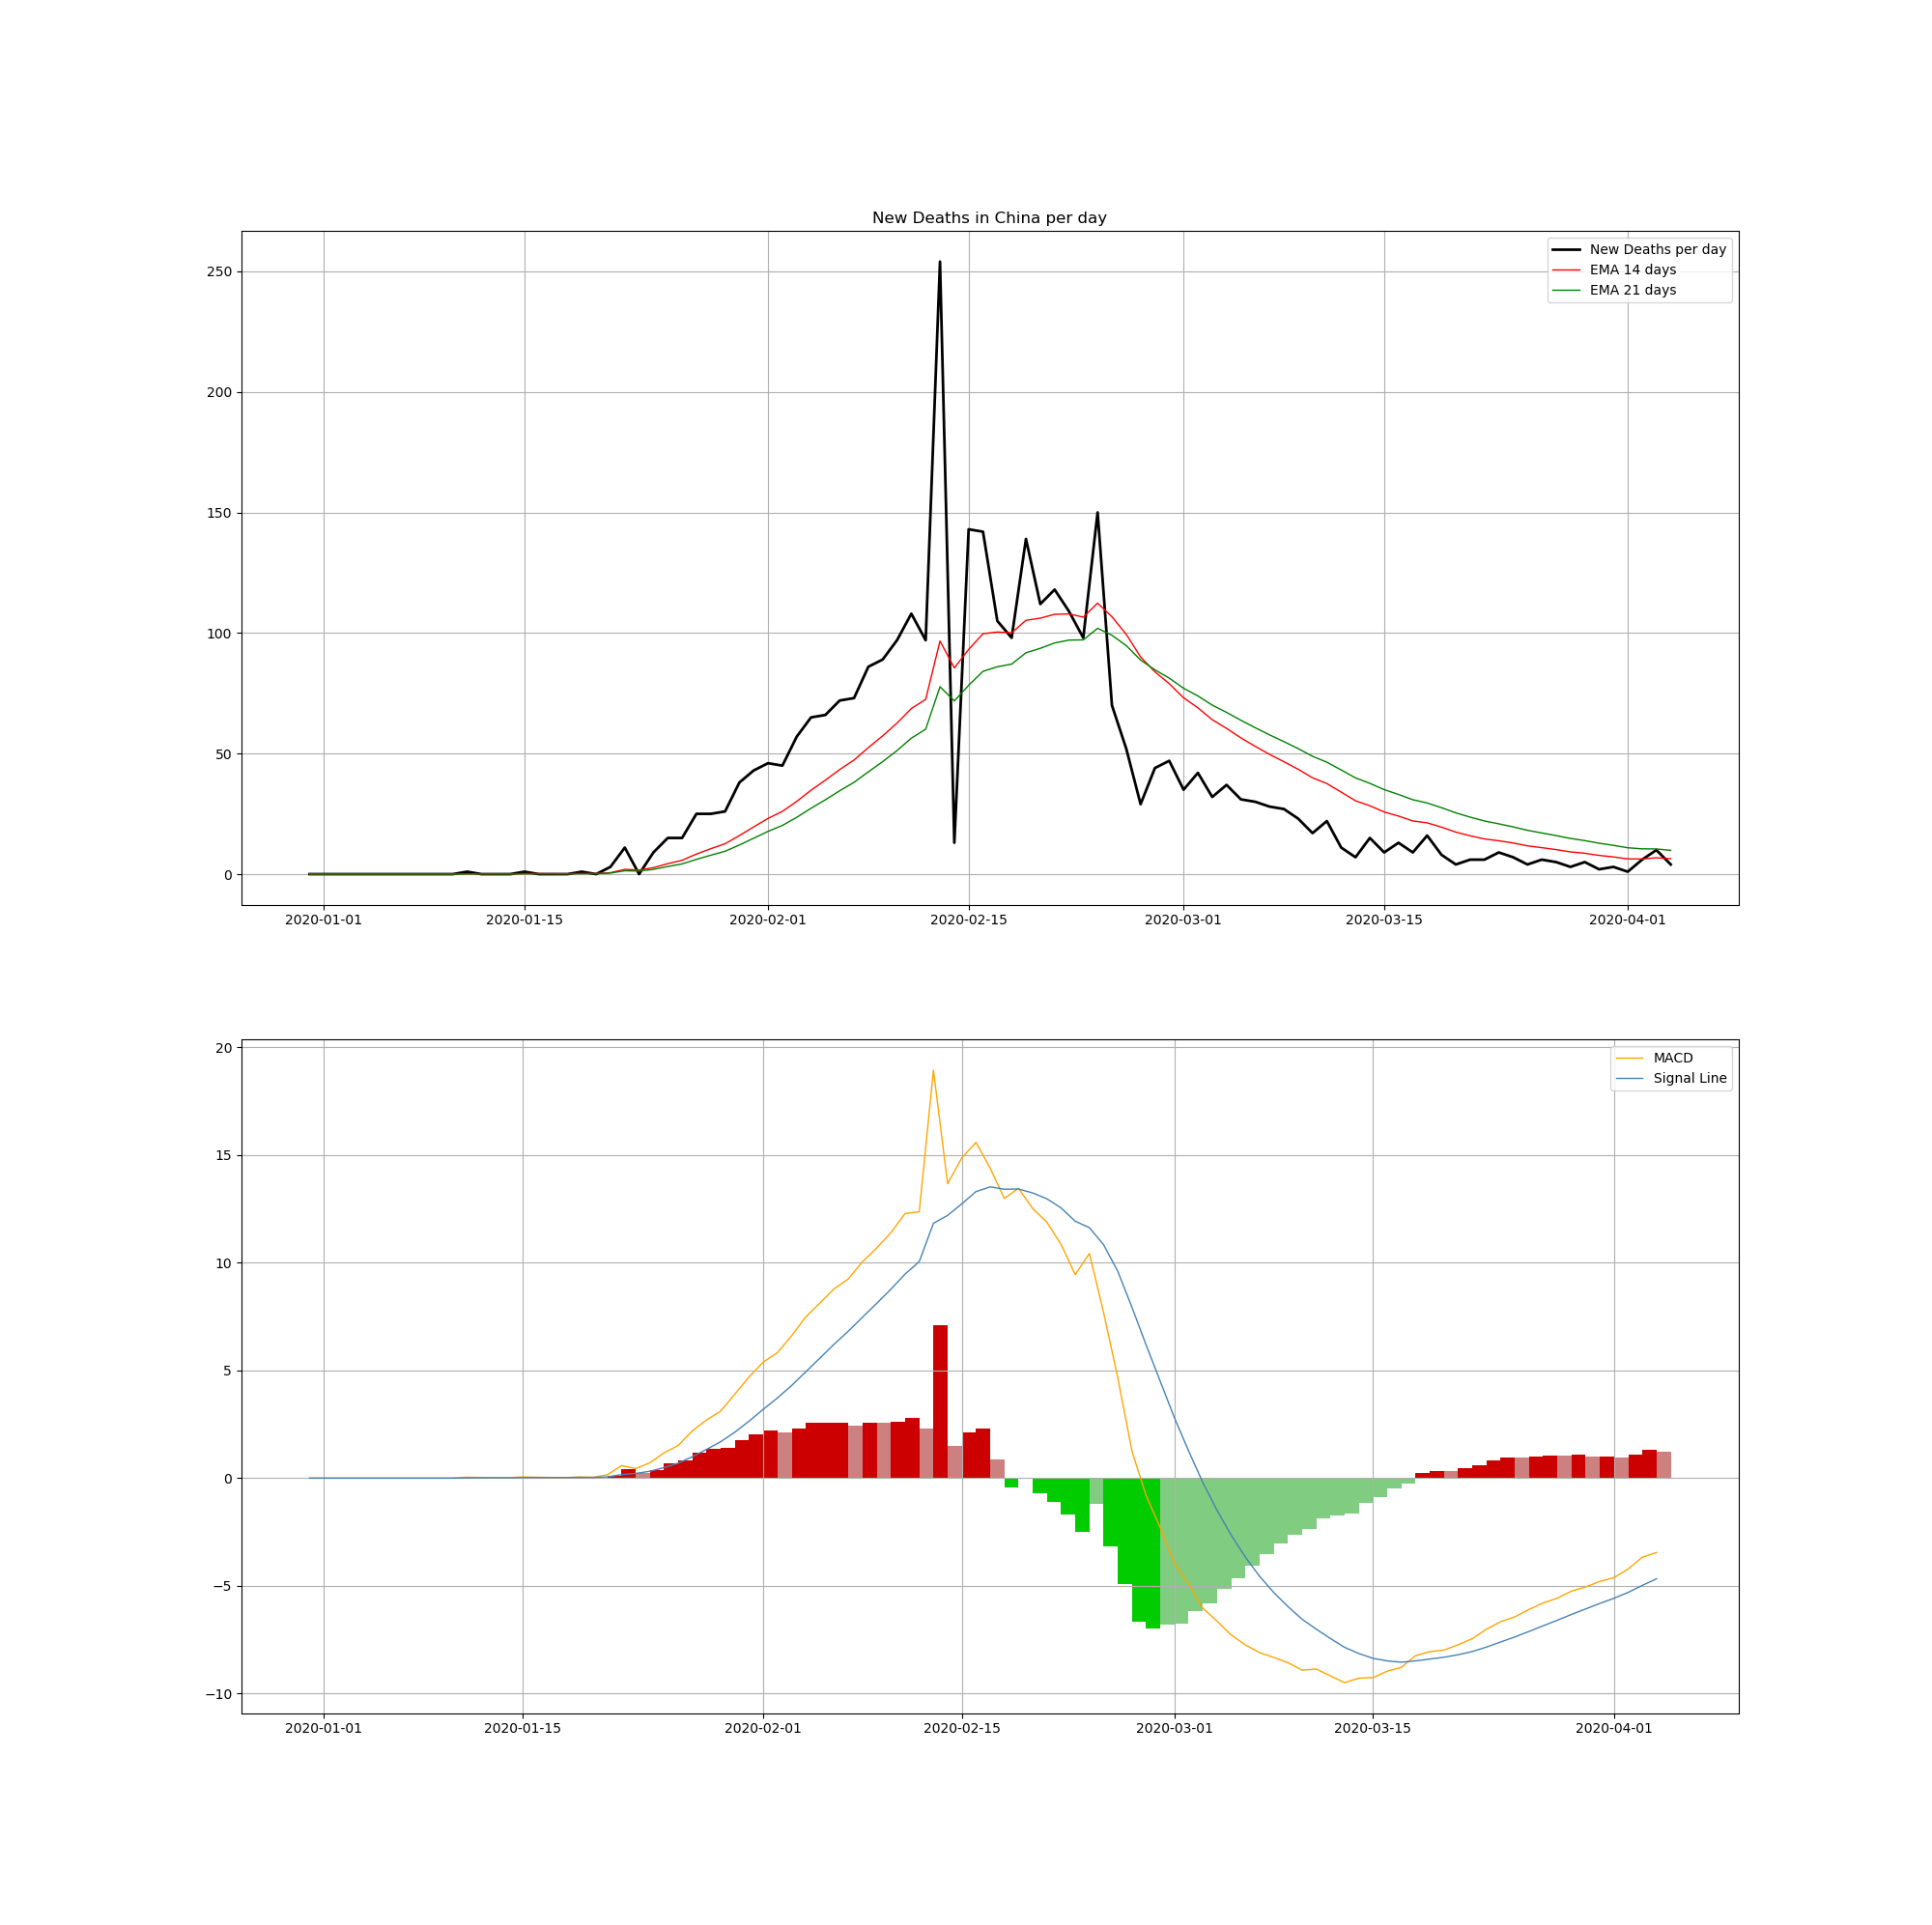 New Deaths in China per day
New Deaths per day
EMA 14 days
EMA 21 days
250
200
150
100
50
0
2020-01-01 2020-01-15 2020-02-01 2020-02-15 2020-03-01 2020-03-15 2020-04-01
MACD
Signal Line
20
15
10
5
0
−5
−10
2020-01-01 2020-01-15 2020-02-01 2020-02-15 2020-03-01 2020-03-15 2020-04-01